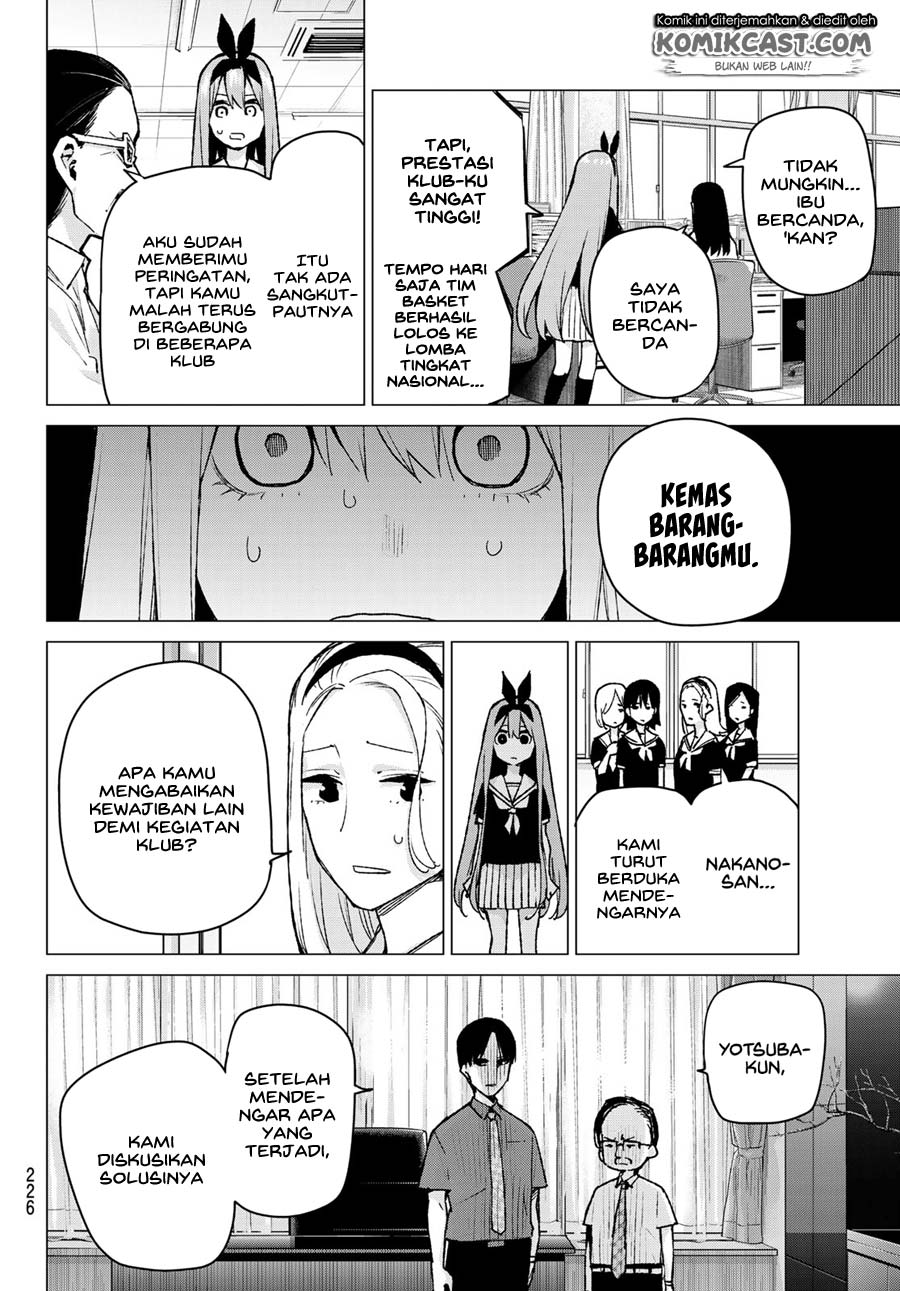 Komik ini diterjemahkan & diedit oleh
KOMIKCAST.COM
BUKAN WEB LAIN!!
TIDAK
MUNGKIN...
IBU
BERCANDA,
'KAN?
SAYA
TIDAK
BERCAN-
DA
TAPI,
PRESTASI
KLUB-KU
SANGAT
TINGGI!
TEMPO HARI
SAJA TIM
BASKET
BERHASIL
LOLOS KE
LOMBA
TINGKAT
NASIONAL...
ITU
TAK ADA
SANGKUT-
PAUTNYA
AKU SUDAH
MEMBERIMU
PERINGATAN,
TAPI KAMU
MALAH TERUS
BERGABUNG
DI BEBERAPA
KLUB
KEMAS
BARANG-
BARANGMU.
NAKANO-
SAN...
KAMI
TURUT
BERDUKA
MENDE-
NGARNYA
APA KAMU
MENGABAIKAN
KEWAJIBAN LAIN
DEMI KEGIATAN
KLUB?
YOTSUBA-
KUN,
SETELAH
MENDE-
NGAR APA
YANG
TERJADI,
KAMI
DISKUSIKAN
SOLUSINYA
226